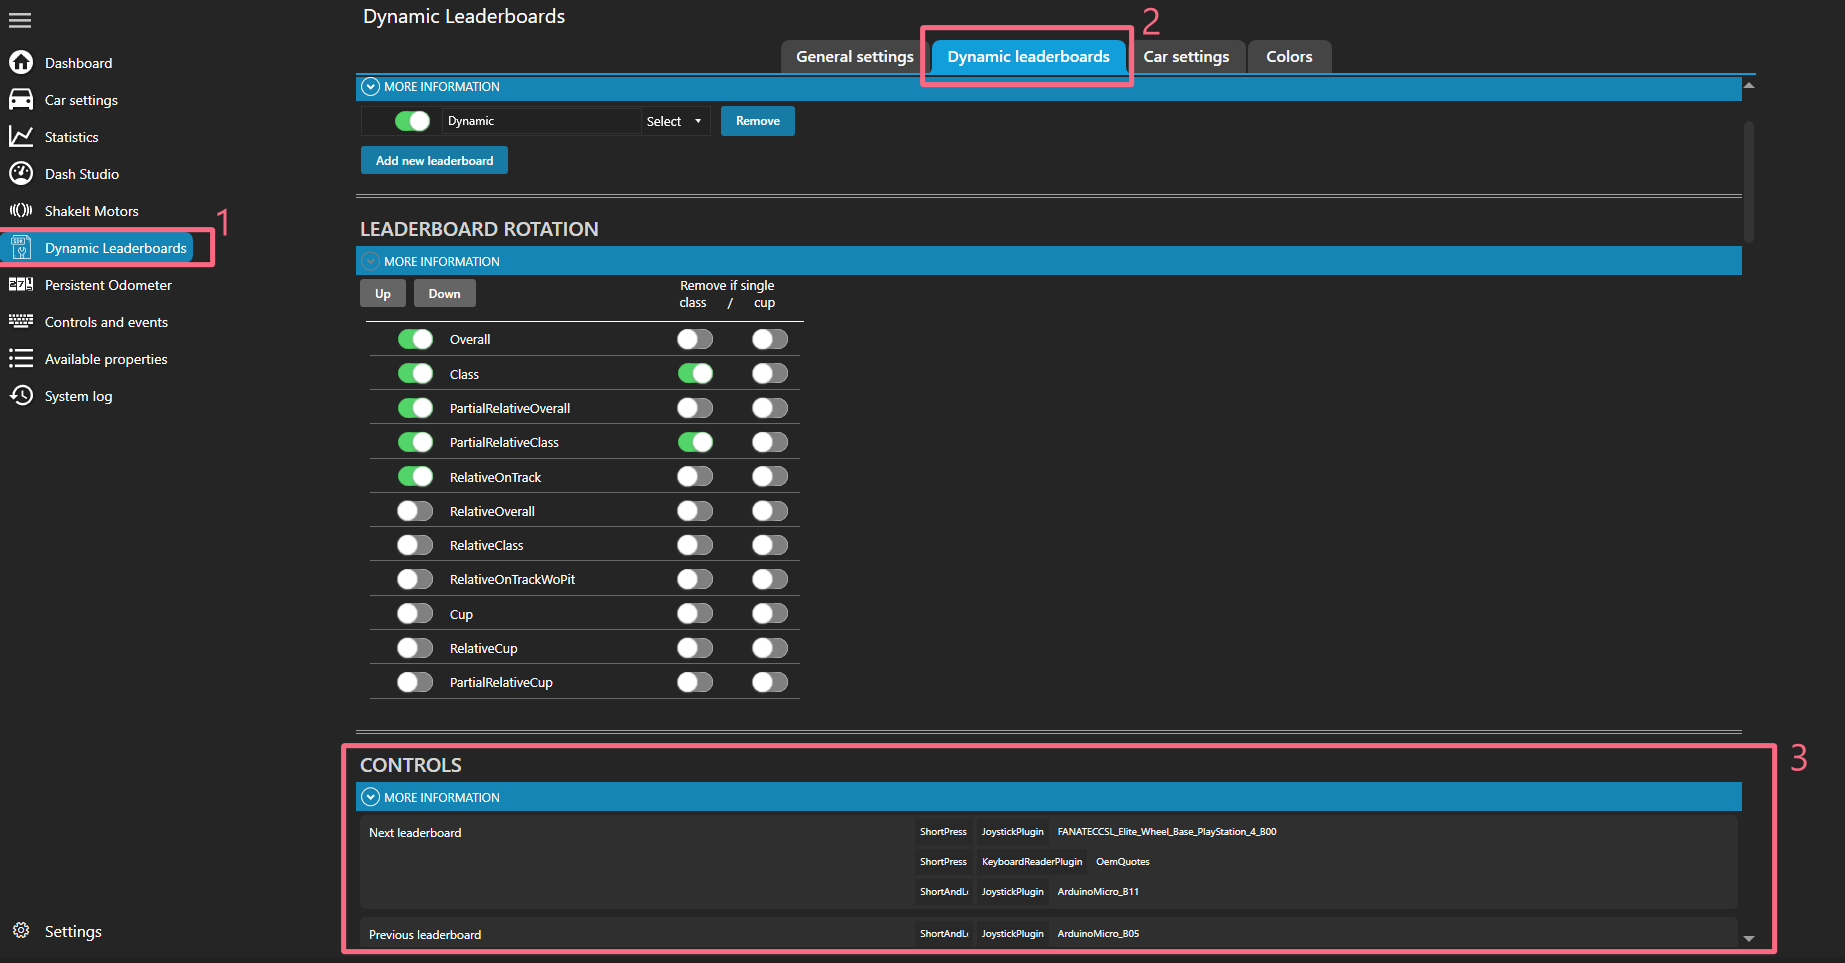 Dynamic Leaderboards
2
General settings
Dynamic leaderboards
Car settings
Colors
Dashboard
Car settings
Statistics
Dash Studio
ShakeIt Motors
1
Dynamic Leaderboards
Persistent Odometer
Controls and events
Available properties
System log
Settings
MORE INFORMATION
Dynamic Select Remove
Add new leaderboard
LEADERBOARD ROTATION
MORE INFORMATION
Up Down
Remove if single
class / cup
Overall
Class
PartialRelativeOverall
PartialRelativeClass
RelativeOnTrack
RelativeOverall
RelativeClass
RelativeOnTrackWoPit
Cup
RelativeCup
PartialRelativeCup
3
CONTROLS
MORE INFORMATION
Next leaderboard ShortPress JoystickPlugin FANATECCSL_Elite_Wheel_Base_PlayStation_4_B00
ShortPress KeyboardReaderPlugin OemQuotes
ShortAndL JoystickPlugin ArduinoMicro_B11
Previous leaderboard ShortAndL JoystickPlugin ArduinoMicro_B05